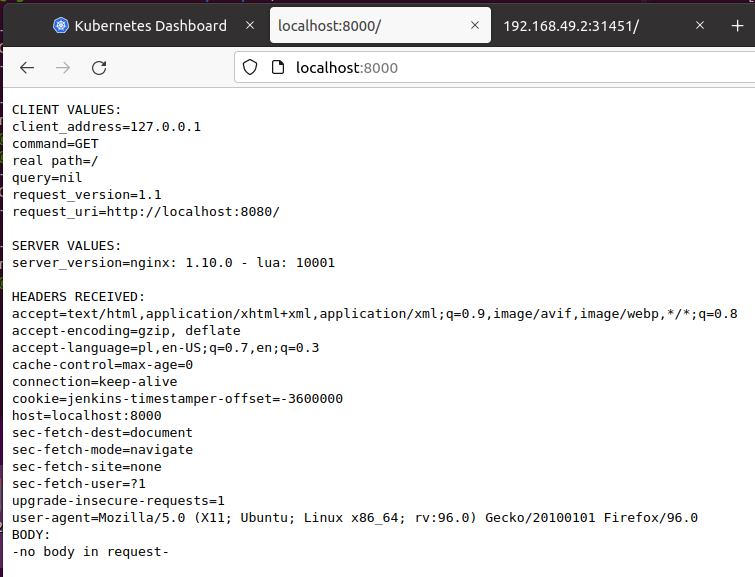 Kubernetes Dashboard
localhost:8000/
192.168.49.2:31451/
localhost:8000
CLIENT VALUES:
client_address=127.0.0.1
command=GET
real path=/
query=nil
request_version=1.1
request_uri=http://localhost:8080/
SERVER VALUES:
server_version=nginx: 1.10.0 - lua: 10001
HEADERS RECEIVED:
accept=text/html,application/xhtml+xml,application/xml;q=0.9,image/avif,image/webp,*/*;q=0.8
accept-encoding=gzip, deflate
accept-language=pl,en-US;q=0.7,en;q=0.3
cache-control=max-age=0
connection=keep-alive
cookie=jenkins-timestamper-offset=-3600000
host=localhost:8000
sec-fetch-dest=document
sec-fetch-mode=navigate
sec-fetch-site=none
sec-fetch-user=?1
upgrade-insecure-requests=1
user-agent=Mozilla/5.0 (X11; Ubuntu; Linux x86_64; rv:96.0) Gecko/20100101 Firefox/96.0
BODY:
-no body in request-